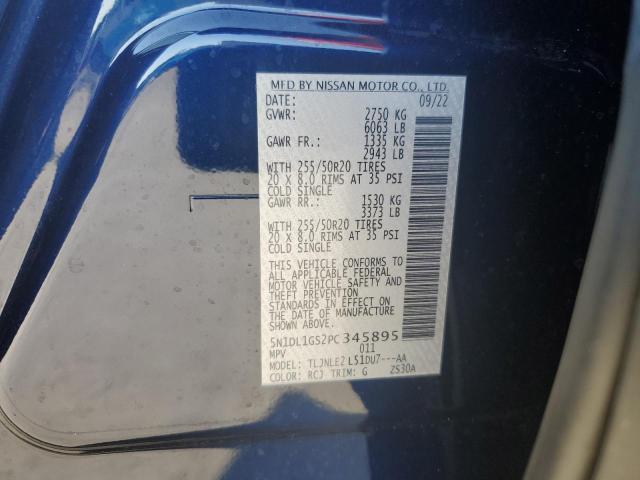 MFD BY NISSAN MOTOR CO., LTD.
DATE: 09/22
GVWR: 2750 KG
6063 LB
GAWR FR.: 1335 KG
2943 LB
WITH 255/50R20 TIRES
20 X 8.0 RIMS AT 35 PSI
COLD SINGLE
GAWR RR.: 1530 KG
3373 LB
WITH 255/50R20 TIRES
20 X 8.0 RIMS AT 35 PSI
COLD SINGLE
THIS VEHICLE CONFORMS TO
ALL APPLICABLE FEDERAL
MOTOR VEHICLE SAFETY AND
THEFT PREVENTION
STANDARDS IN EFFECT ON
THE DATE OF MANUFACTURE
SHOWN ABOVE.
5N1DL1GS2PC345895
MPV 011
MODEL: TLJNLE2 LS1DU7---AA
COLOR: RCJ TRIM: G 2S30A